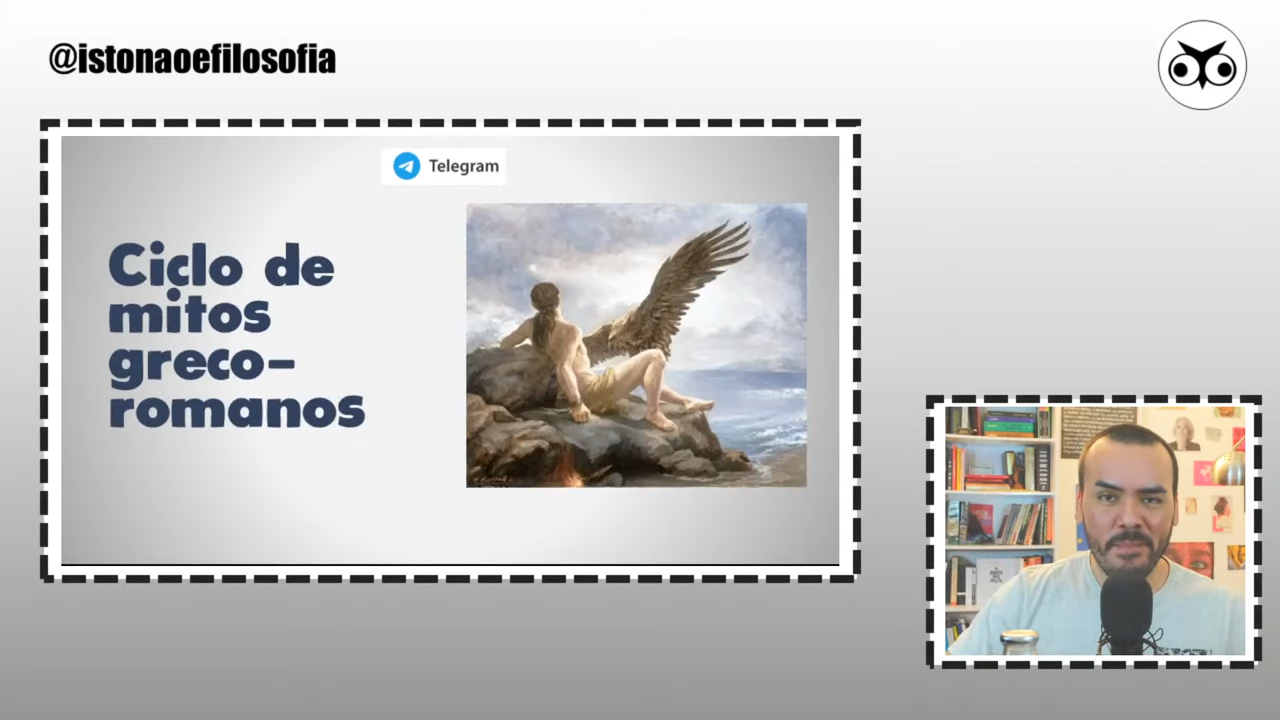 @istonaoefilosofia
Telegram
Ciclo de
mitos
greco-
romanos